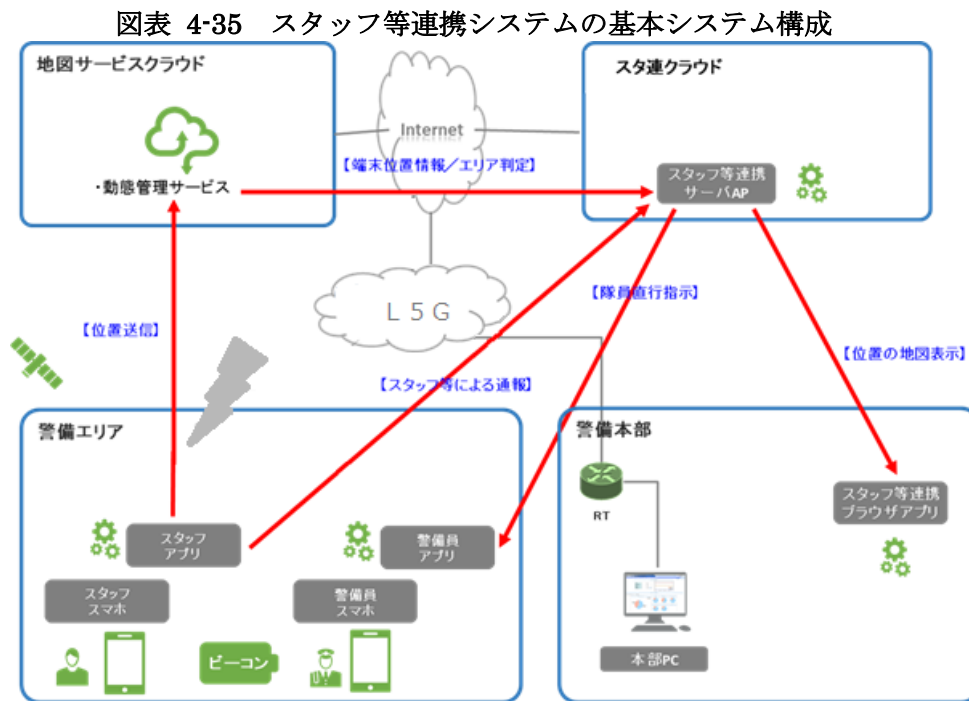 図表 4-35 スタッフ等連携システムの基本システム構成
地図サービスクラウド
・動態管理サービス
Internet
スタ連クラウド
スタッフ等連携
サーバAP
【端末位置情報/エリア判定】
L5G
【隊員直行指示】
【位置送信】
【位置の地図表示】
【スタッフ等による通報】
警備エリア
スタッフ
アプリ
警備員
アプリ
スタッフ
スマホ
警備員
スマホ
ビーコン
警備本部
RT
スタッフ等連携
ブラウザアプリ
本部PC